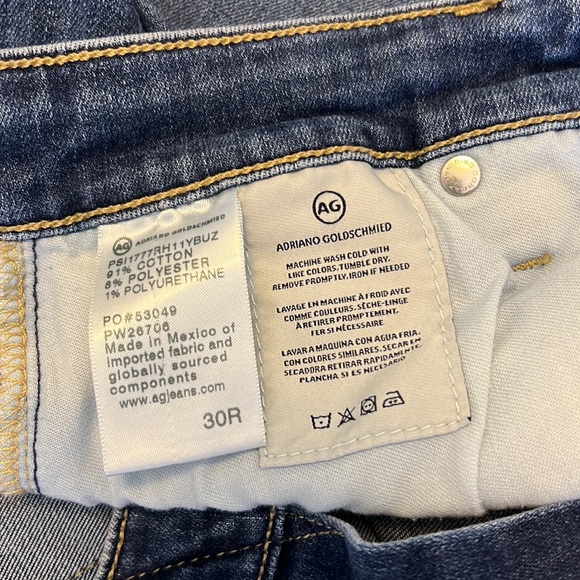 AG ADRIANO GOLDSCHMIED
PSI1777RH11YBUZ
91% COTTON
8% POLYESTER
1% POLYURETHANE
PO#53049
PW26706
Made in Mexico of
imported fabric and
globally sourced
components
www.agjeans.com
30R
AG
ADRIANO GOLDSCHMIED
MACHINE WASH COLD WITH
LIKE COLORS. TUMBLE DRY.
REMOVE PROMPTLY. IRON IF NEEDED
LAVAGE EN MACHINE À FROID AVEC
COMME COULEURS. SÈCHE-LINGE
À RETIRER PROMPTEMENT.
FER SI NÉCESSAIRE
LAVAR A MAQUINA CON AGUA FRIA.
CON COLORES SIMILARES. SECAR EN
SECADORA RETIRAR RAPIDAMENTE.
PLANCHA SI ES NECESARIO.